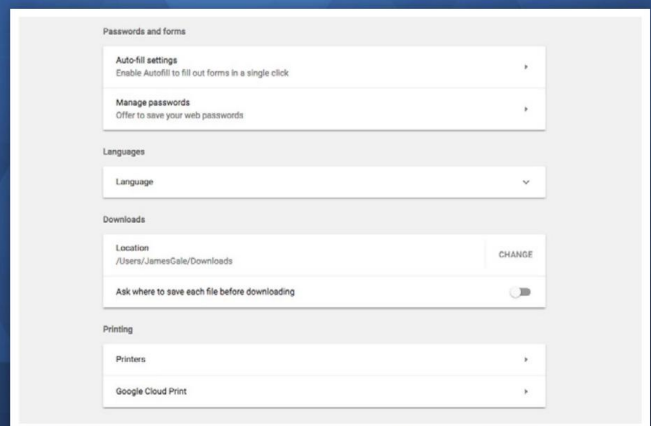 Passwords and forms
Auto-fill settings
Enable Autofill to fill out forms in a single click
Manage passwords
Offer to save your web passwords
Languages
Language
Downloads
Location
/Users/JamesGale/Downloads
CHANGE
Ask where to save each file before downloading
Printing
Printers
Google Cloud Print